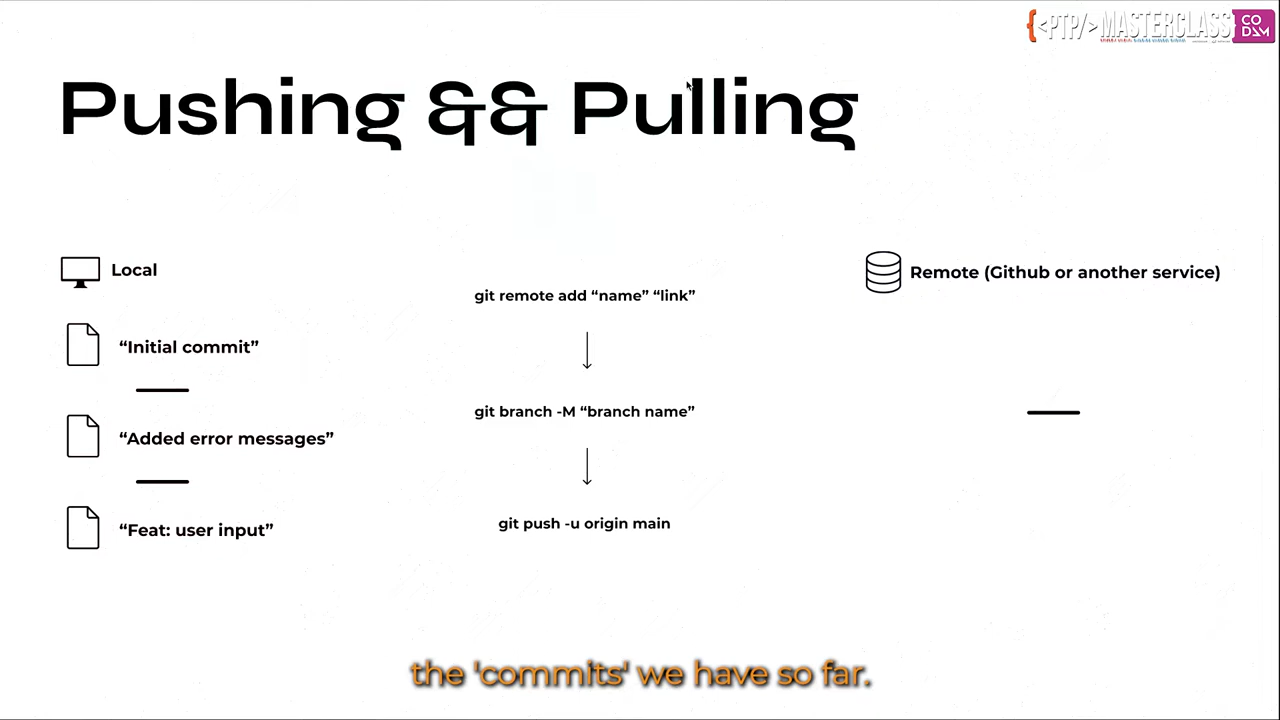 {<PTP/>MASTERCLASS
CO
D
Pushing && Pulling
Local
Remote (Github or another service)
git remote add “name” “link”
“Initial commit”
git branch -M “branch name”
“Added error messages”
git push -u origin main
“Feat: user input”
the 'commits' we have so far.